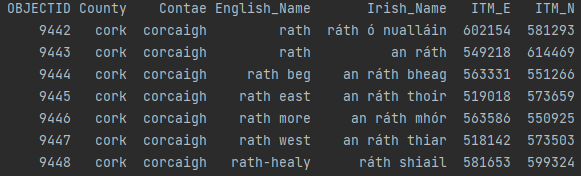 OBJECTID County Contae English_Name Irish_Name ITM_E ITM_N
9442 cork corcaigh rath ráth ó nualláin 602154 581293
9443 cork corcaigh rath an ráth 549218 614469
9444 cork corcaigh rath beg an ráth bheag 563331 551266
9445 cork corcaigh rath east an ráth thoir 519018 573659
9446 cork corcaigh rath more an ráth mhór 563586 550925
9447 cork corcaigh rath west an ráth thiar 518142 573503
9448 cork corcaigh rath-healy ráth shiail 581653 599324